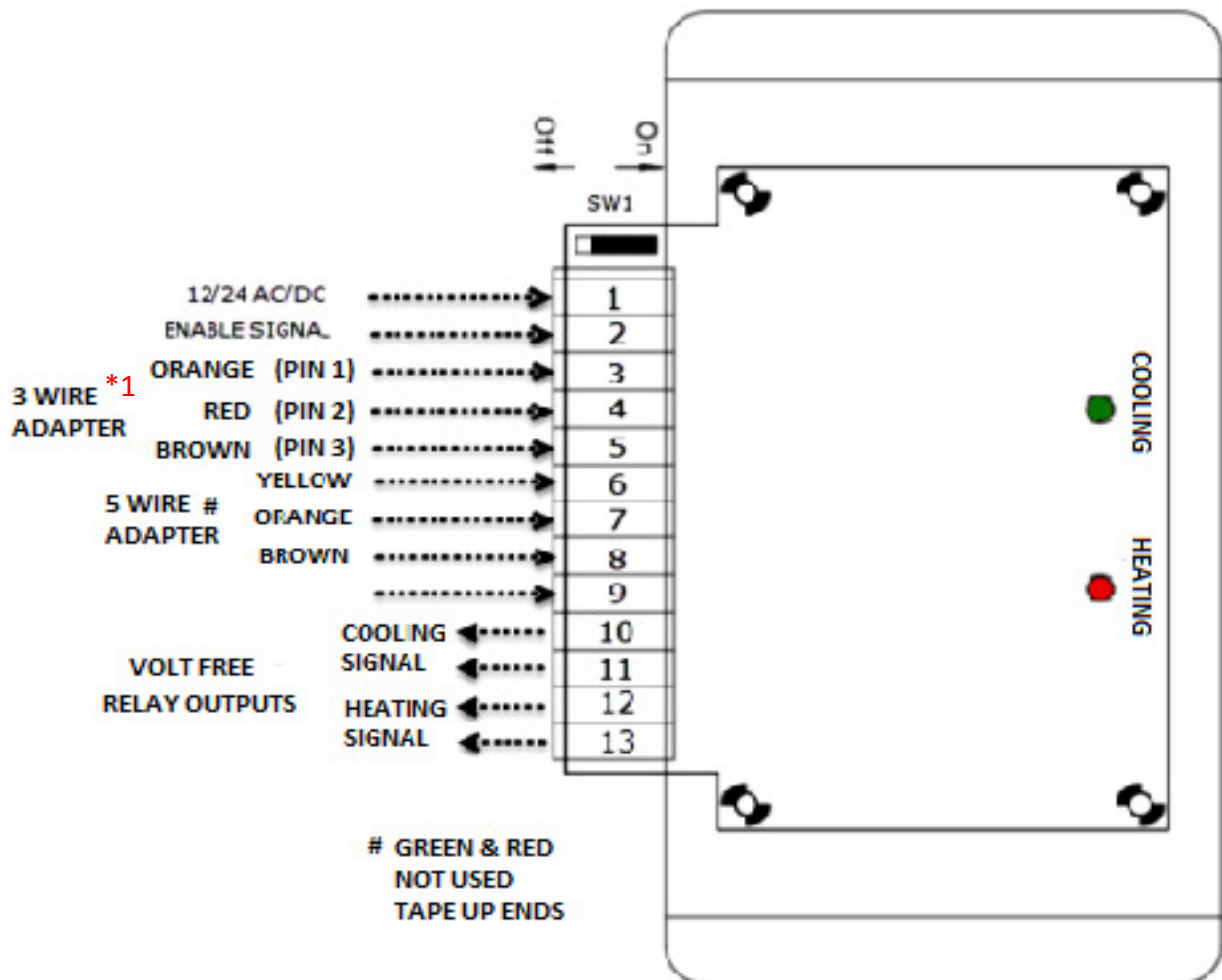 Off
On
SW1
12/24 AC/DC
1
ENABLE SIGNAL
2
ORANGE (PIN 1)
3
3 WIRE *1
ADAPTER
RED (PIN 2)
4
BROWN (PIN 3)
5
YELLOW
6
5 WIRE #
ADAPTER
ORANGE
7
BROWN
8
9
COOLING
SIGNAL
10
11
VOLT FREE
RELAY OUTPUTS
HEATING
SIGNAL
12
13
COOLING
HEATING
# GREEN & RED
NOT USED
TAPE UP ENDS